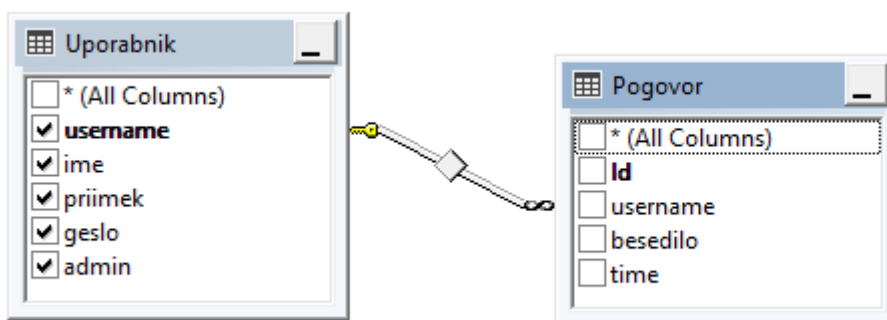 Uporabnik
* (All Columns)
username
ime
priimek
geslo
admin
Pogovor
* (All Columns)
Id
username
besedilo
time